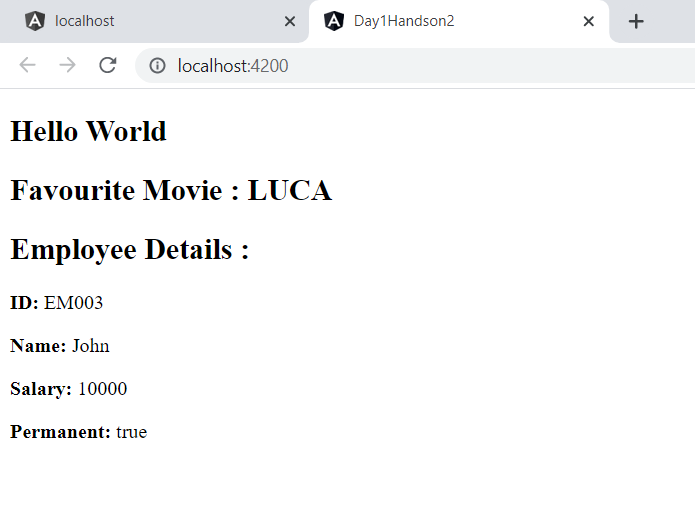 localhost
Day1Handson2
localhost:4200
Hello World
Favourite Movie : LUCA
Employee Details :
ID: EM003
Name: John
Salary: 10000
Permanent: true